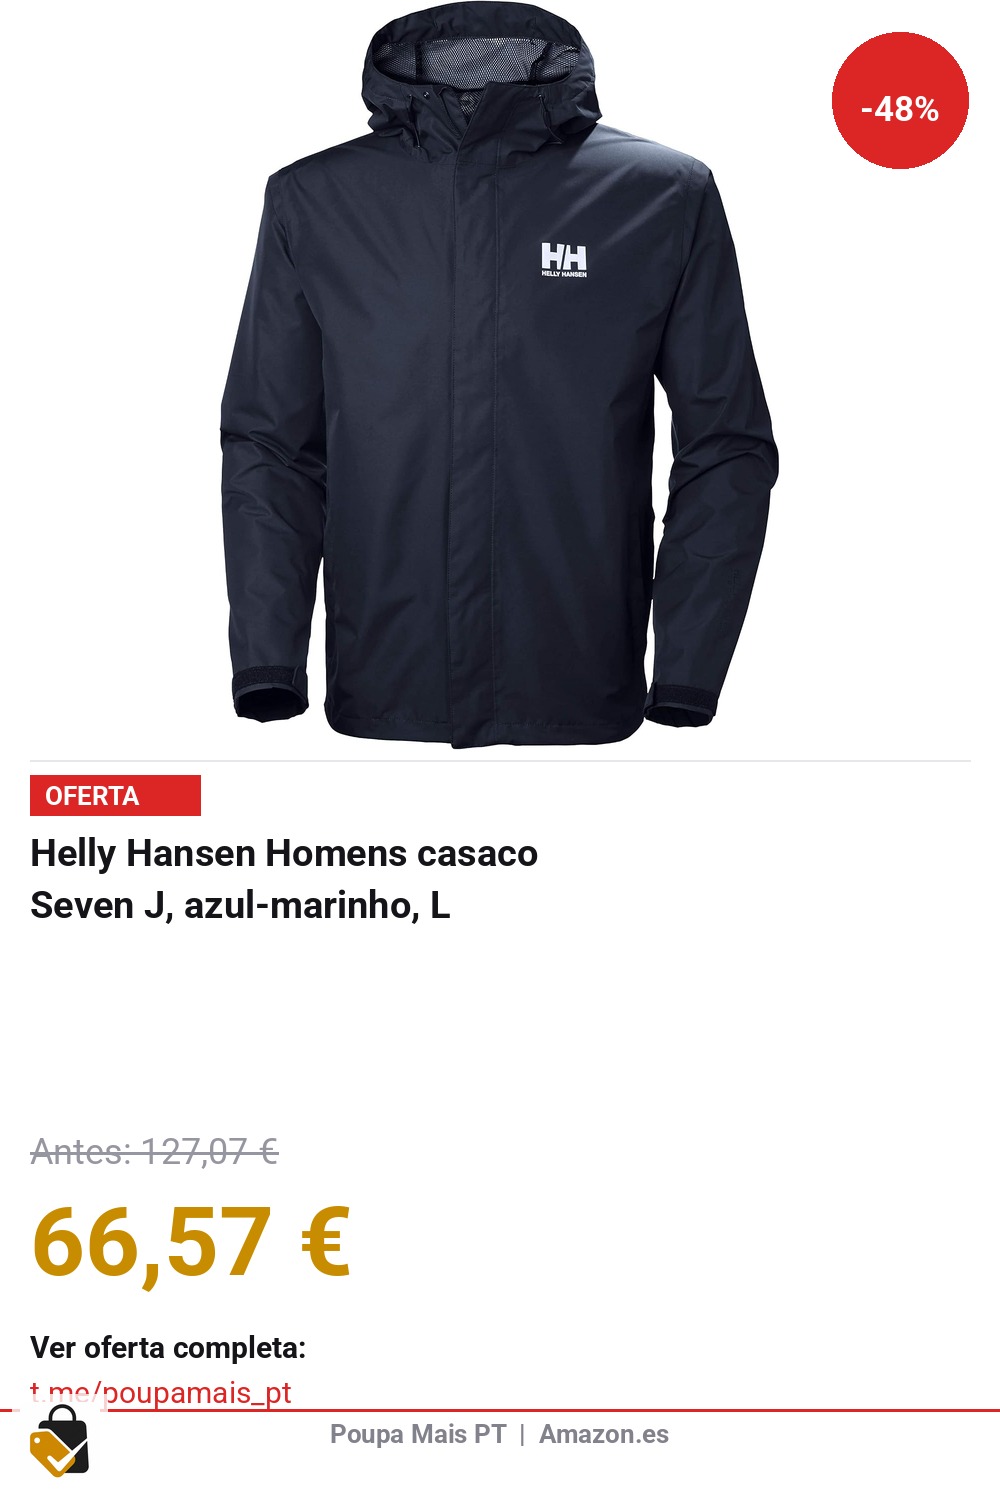 -48%
HH
HELLY HANSEN
OFERTA
Helly Hansen Homens casaco
Seven J, azul-marinho, L
Antes: 127,07 €
66,57 €
Ver oferta completa:
t.me/poupamais_pt
Poupa Mais PT | Amazon.es